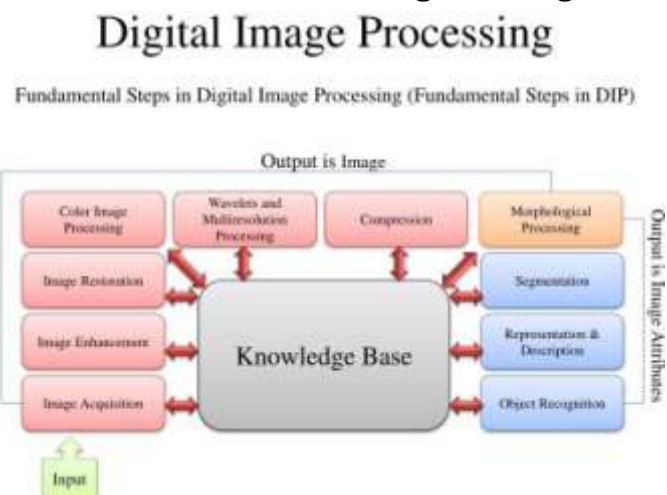 Digital Image Processing
Fundamental Steps in Digital Image Processing (Fundamental Steps in DIP)
Output is Image
Color Image
Processing
Wavelets and
Multiresolution
Processing
Compression
Morphological
Processing
Image Restoration
Segmentation
Image Enhancement
Knowledge Base
Representation &
Description
Image Acquisition
Object Recognition
Output is Image Attributes
Input